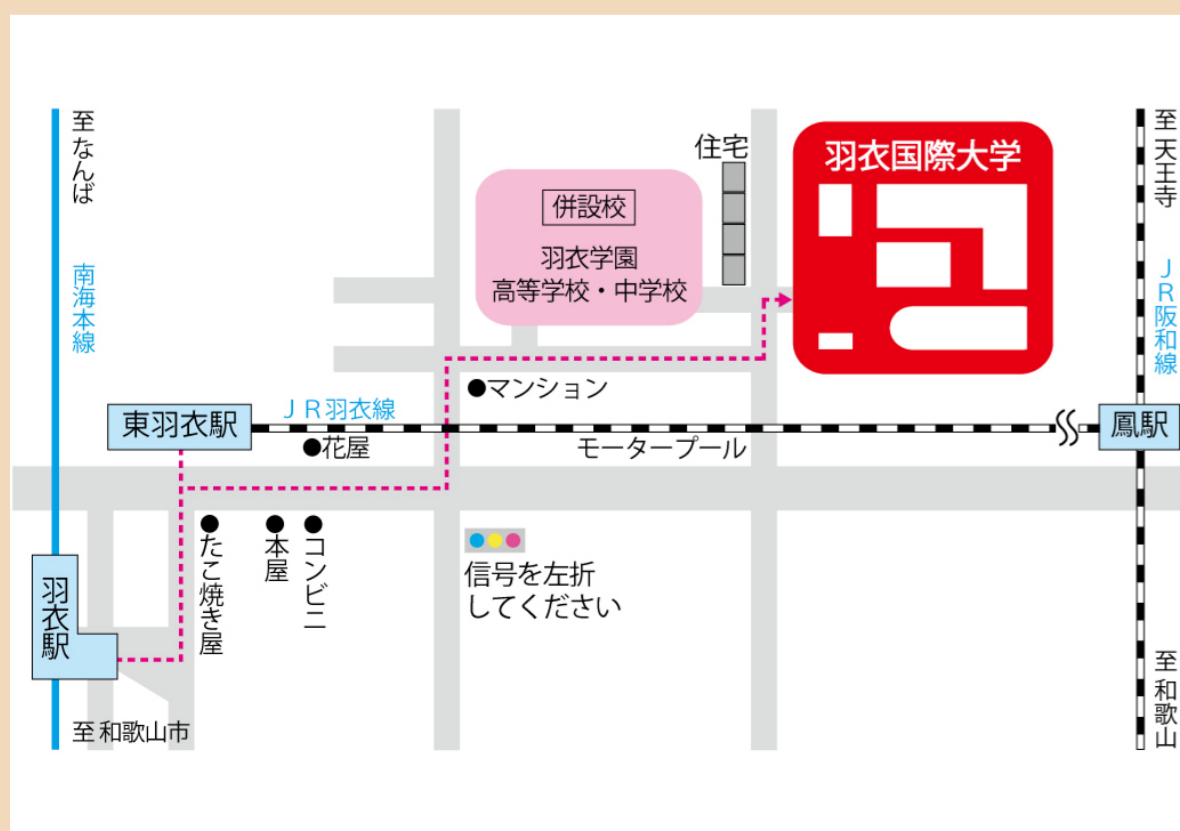 至なんば
南海本線
住宅
羽衣国際大学
併設校
羽衣学園
高等学校・中学校
至天王寺
JR阪和線
マンション
JR羽衣線
東羽衣駅
花屋
モータープール
鳳駅
たこ焼き屋
本屋
コンビニ
信号を左折
してください
羽衣駅
至和歌山市
至和歌山